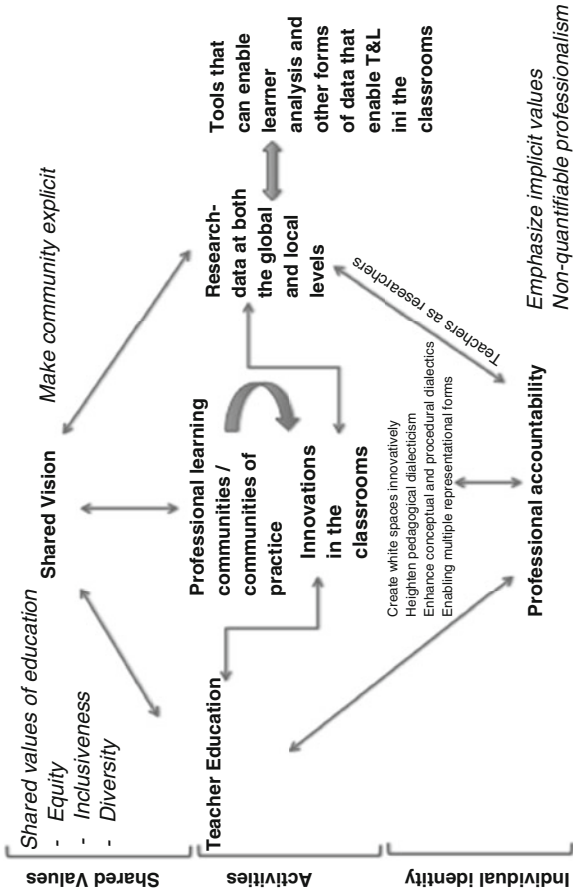 Shared Values
Shared values of education
- Equity
- Inclusiveness
- Diversity
Shared Vision
Make community explicit
Activities
Teacher Education
Professional learning
communities /
communities of
practice
Innovations
in the
classrooms
Research-
data at both
the global
and local
levels
Tools that
can enable
learner
analysis and
other forms
of data that
enable T&L
ini the
classrooms
Teachers as researchers
Individual identity
Create white spaces innovatively
Heighten pedagogical dialecticism
Enhance conceptual and procedural dialectics
Enabling multiple representational forms
Professional accountability
Emphasize implicit values
Non-quantifiable professionalism